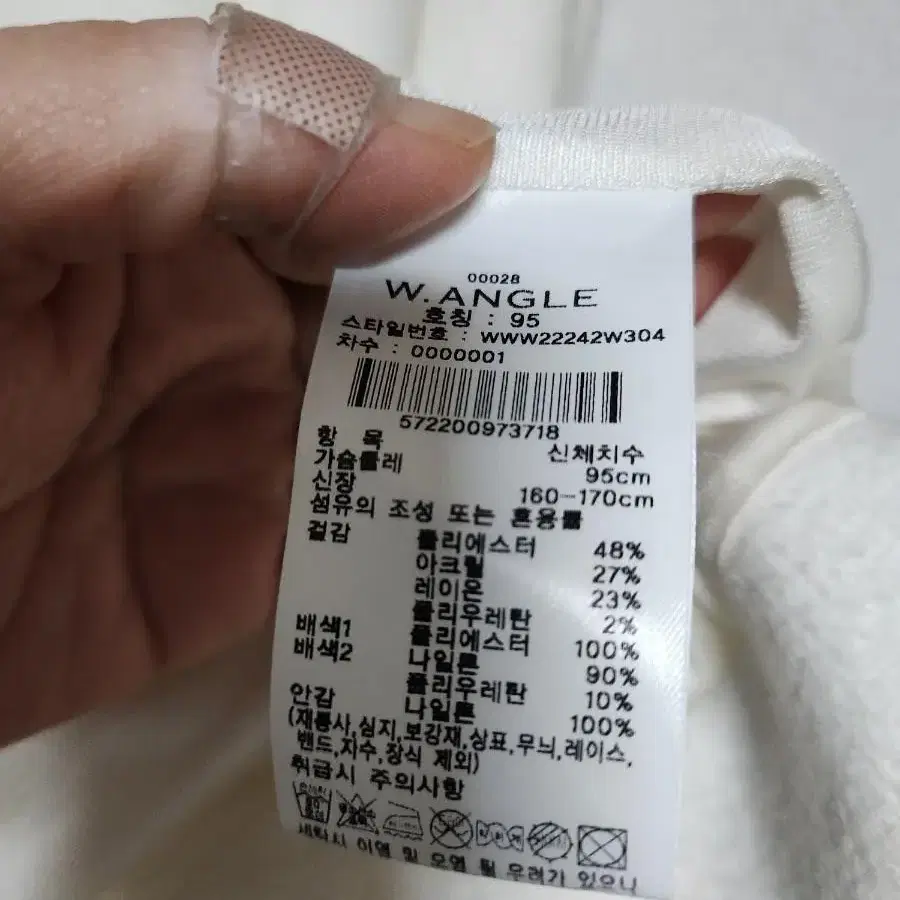 00028
W.ANGLE
호칭 : 95
스타일번호 : WWW22242W304
차수 : 0000001
572200973718
항 목 신체치수
가슴둘레 95cm
신장 160-170cm
섬유의 조성 또는 혼용률
겉감 폴리에스터 48%
아크릴 27%
레이온 23%
폴리우레탄 2%
배색1 폴리에스터 100%
배색2 나일론 90%
폴리우레탄 10%
안감 나일론 100%
(재봉사,심지,보강재,상표,무늬,레이스,
밴드,자수,장식 제외)
취급시 주의사항
세탁시 이염 및 오염 될 우려가 있으니